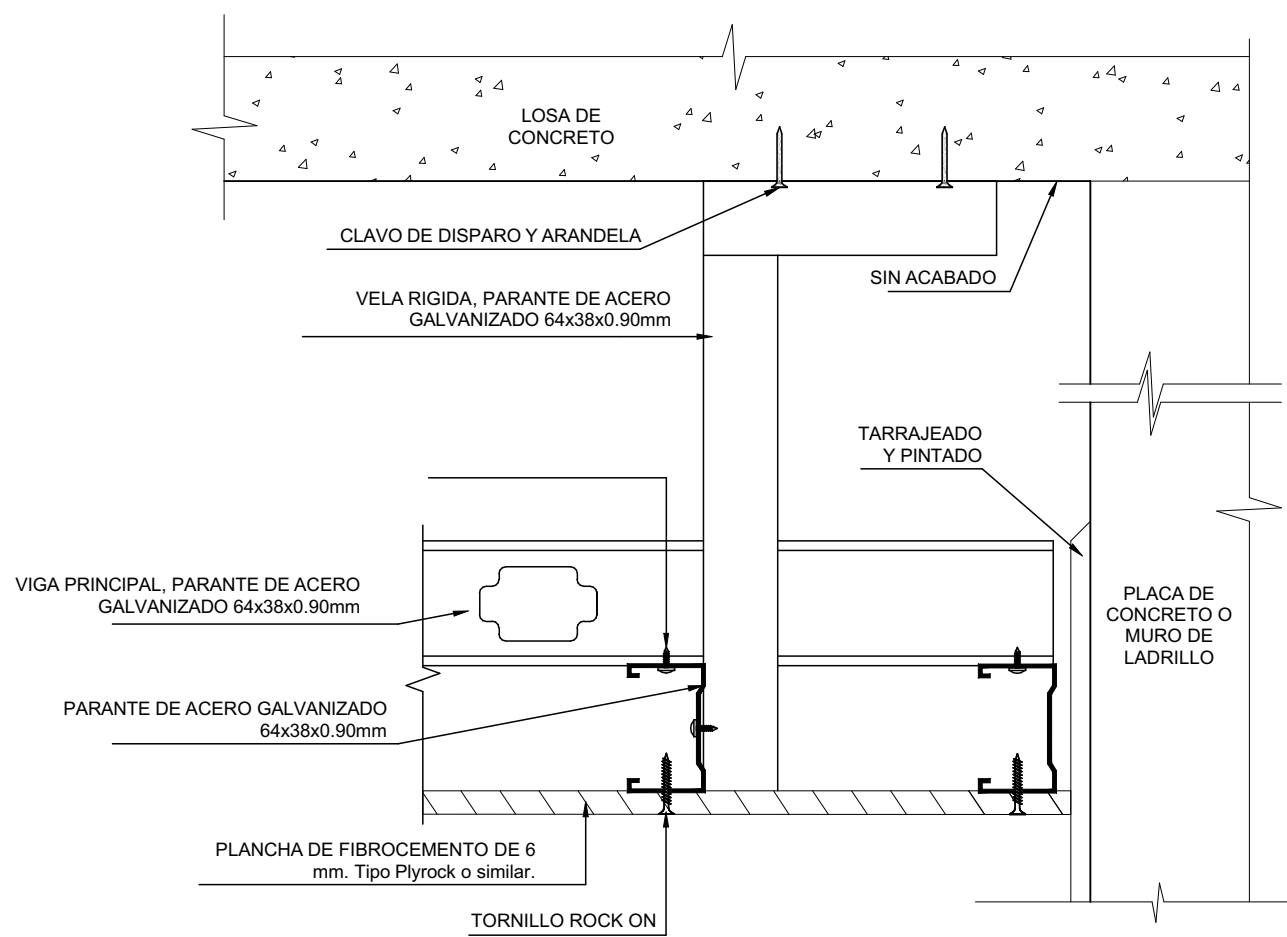 LOSA DE
CONCRETO
CLAVO DE DISPARO Y ARANDELA
SIN ACABADO
VELA RIGIDA, PARANTE DE ACERO
GALVANIZADO 64x38x0.90mm
TARRAJEADO
Y PINTADO
VIGA PRINCIPAL, PARANTE DE ACERO
GALVANIZADO 64x38x0.90mm
PLACA DE
CONCRETO O
MURO DE
LADRILLO
PARANTE DE ACERO GALVANIZADO
64x38x0.90mm
PLANCHA DE FIBROCEMENTO DE 6
mm. Tipo Plyrock o similar.
TORNILLO ROCK ON